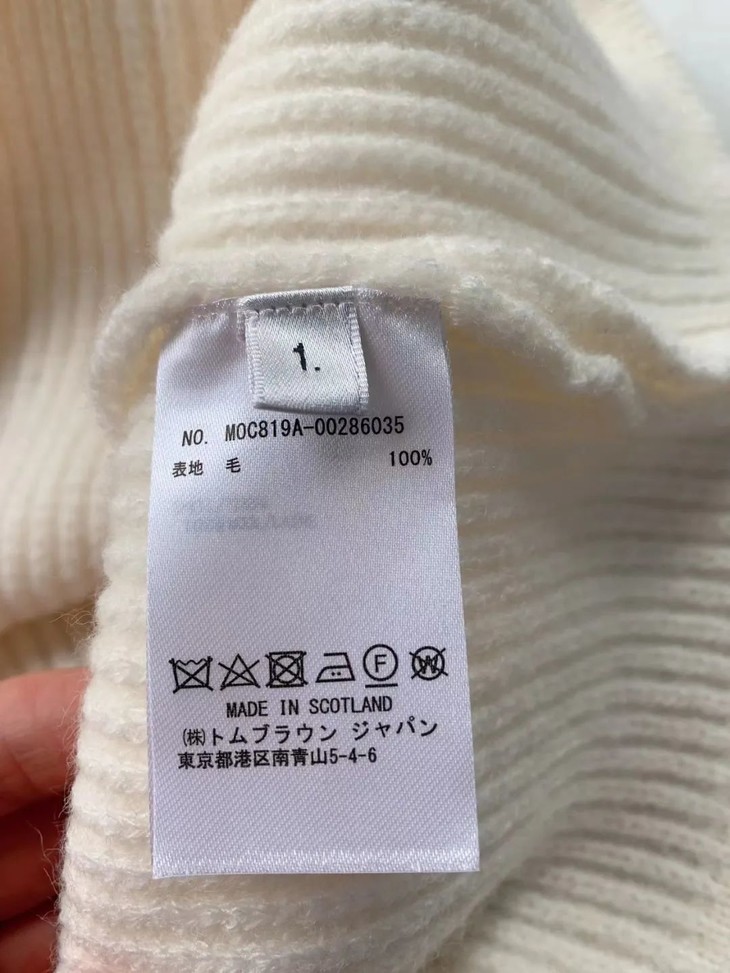 1.
NO. MOC819A-00286035
表地 毛 100%
F
W
MADE IN SCOTLAND
(株)トムブラウン ジャパン
東京都港区南青山5-4-6